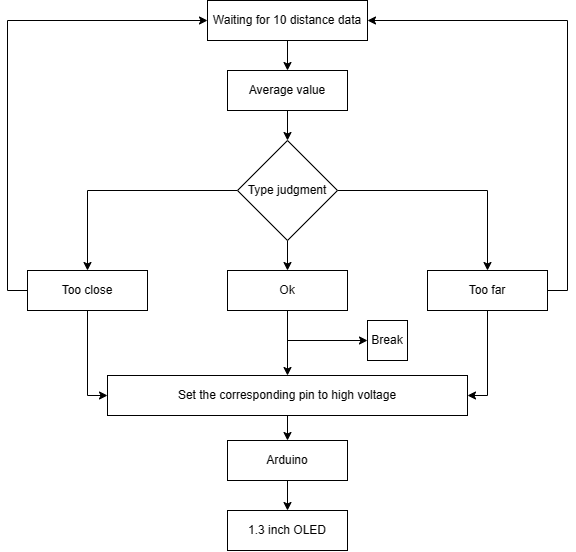 Waiting for 10 distance data
Average value
Type judgment
Too close
Ok
Too far
Break
Set the corresponding pin to high voltage
Arduino
1.3 inch OLED